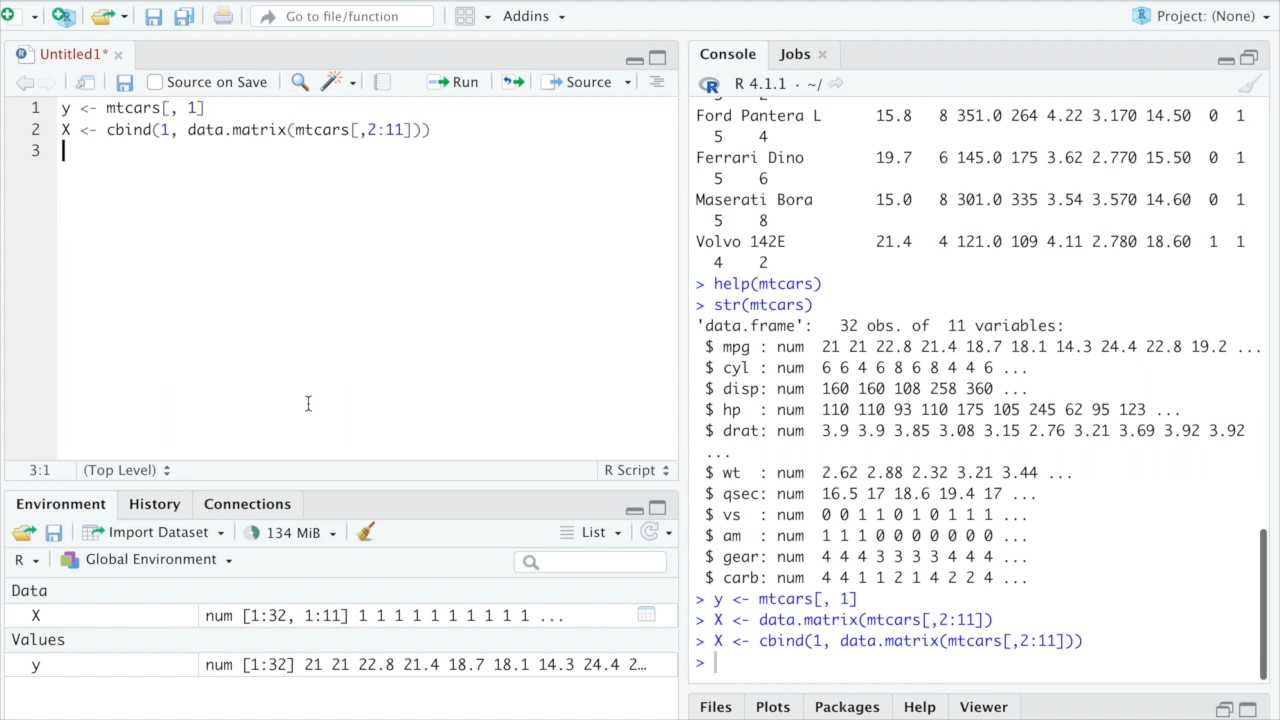 Go to file/function
Addins
Project: (None)
Untitled1*
Source on Save
Run
Source
1 y <- mtcars[, 1]
2 X <- cbind(1, data.matrix(mtcars[,2:11]))
3
3:1 (Top Level) R Script
Environment History Connections
Import Dataset 134 MiB List
R Global Environment
Data
X num [1:32, 1:11] 1 1 1 1 1 1 1 1 1 1 ...
Values
y num [1:32] 21 21 22.8 21.4 18.7 18.1 14.3 24.4 2…
Console Jobs
R R 4.1.1 · ~/
Ford Pantera L 15.8 8 351.0 264 4.22 3.170 14.50 0 1
5 4
Ferrari Dino 19.7 6 145.0 175 3.62 2.770 15.50 0 1
5 6
Maserati Bora 15.0 8 301.0 335 3.54 3.570 14.60 0 1
5 8
Volvo 142E 21.4 4 121.0 109 4.11 2.780 18.60 1 1
4 2
> help(mtcars)
> str(mtcars)
'data.frame': 32 obs. of 11 variables:
$ mpg : num 21 21 22.8 21.4 18.7 18.1 14.3 24.4 22.8 19.2 ...
$ cyl : num 6 6 4 6 8 6 8 4 4 6 ...
$ disp: num 160 160 108 258 360 ...
$ hp : num 110 110 93 110 175 105 245 62 95 123 ...
$ drat: num 3.9 3.9 3.85 3.08 3.15 2.76 3.21 3.69 3.92 3.92
...
$ wt : num 2.62 2.88 2.32 3.21 3.44 ...
$ qsec: num 16.5 17 18.6 19.4 17 ...
$ vs : num 0 0 1 1 0 1 0 1 1 1 ...
$ am : num 1 1 1 0 0 0 0 0 0 0 ...
$ gear: num 4 4 4 3 3 3 3 4 4 4 ...
$ carb: num 4 4 1 1 2 1 4 2 2 4 ...
> y <- mtcars[, 1]
> X <- data.matrix(mtcars[,2:11])
> X <- cbind(1, data.matrix(mtcars[,2:11]))
>
Files Plots Packages Help Viewer